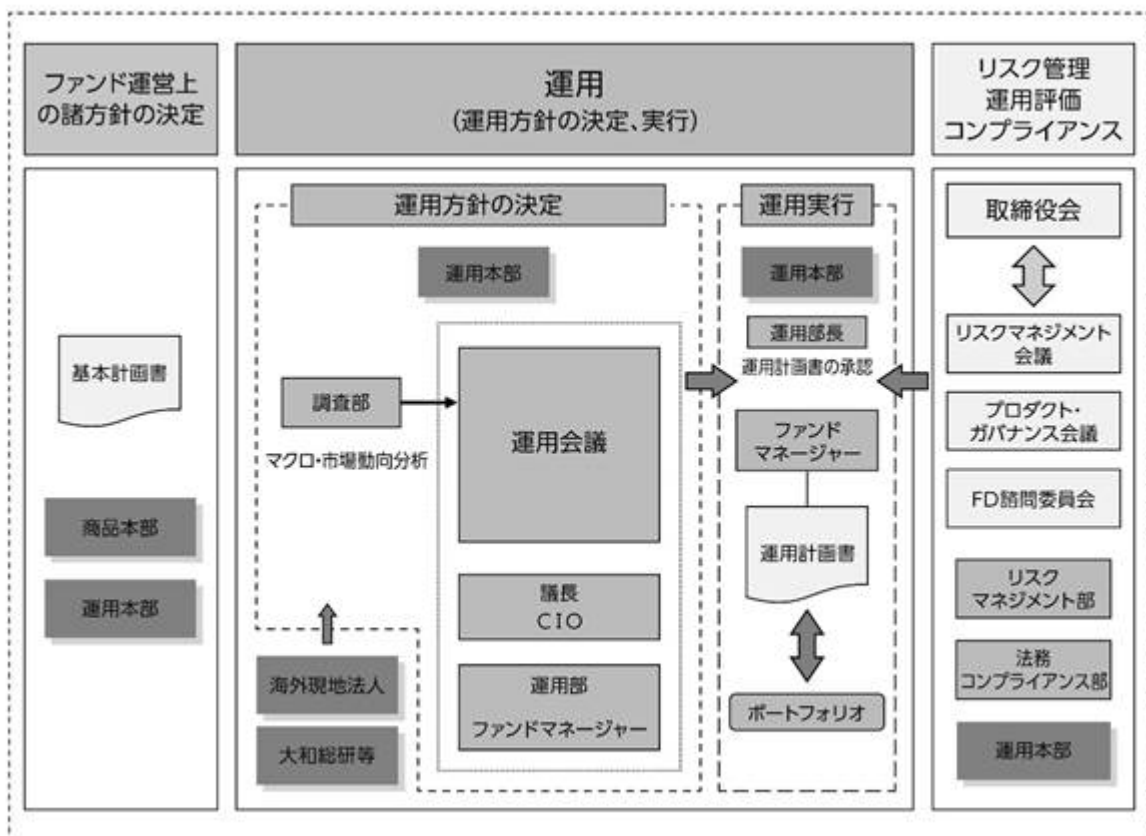 ファンド運営上
の諸方針の決定
基本計画書
商品本部
運用本部
運用
(運用方針の決定、実行)
運用方針の決定
運用本部
調査部
マクロ・市場動向分析
運用会議
議長
CIO
運用部
ファンドマネージャー
海外現地法人
大和総研等
運用実行
運用本部
運用部長
運用計画書の承認
ファンド
マネージャー
運用計画書
ポートフォリオ
リスク管理
運用評価
コンプライアンス
取締役会
リスクマネジメント
会議
プロダクト・
ガバナンス会議
FD諮問委員会
リスク
マネジメント部
法務
コンプライアンス部
運用本部